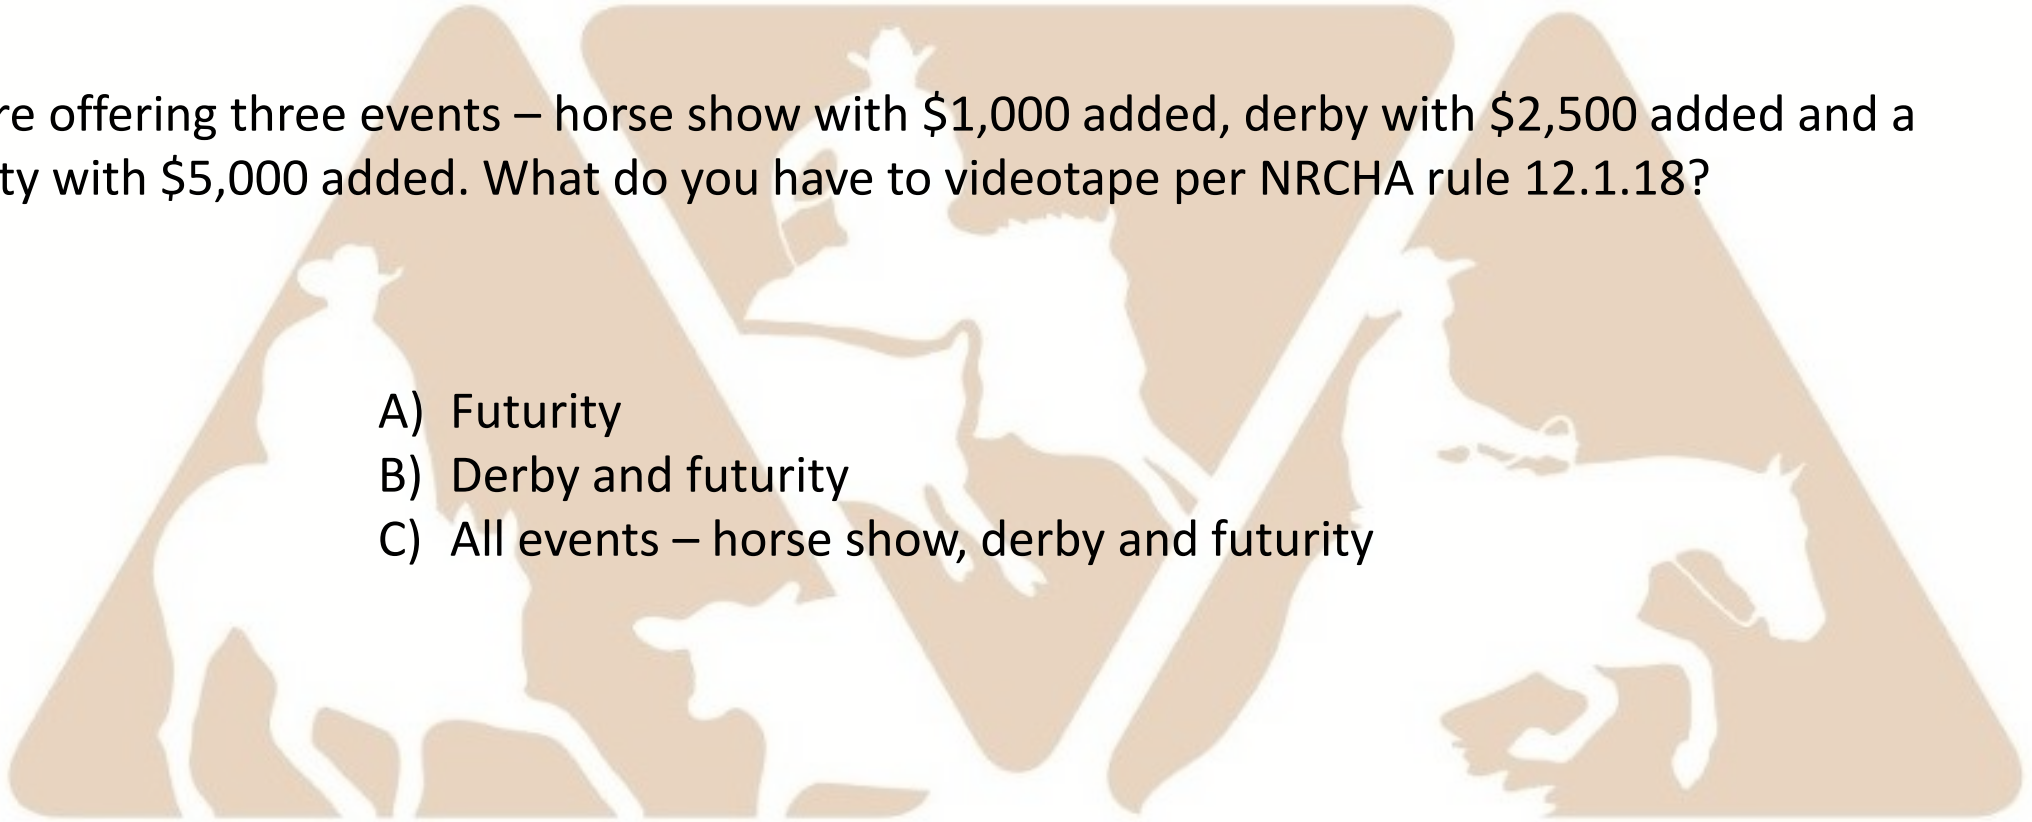 re offering three events – horse show with $1,000 added, derby with $2,500 added and a
ty with $5,000 added. What do you have to videotape per NRCHA rule 12.1.18?
A) Futurity
B) Derby and futurity
C) All events – horse show, derby and futurity